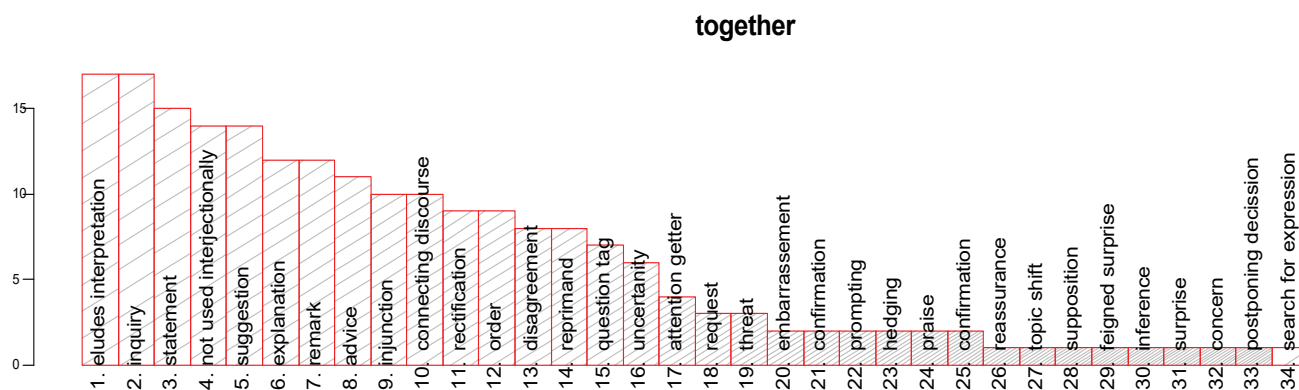 together
15
10
5
0
1. eludes interpretation
2. inquiry
3. statement
4. not used interjectionally
5. suggestion
6. explanation
7. remark
8. advice
9. injunction
10. connecting discourse
11. rectification
12. order
13. disagreement
14. reprimand
15. question tag
16. uncertanity
17. attention getter
18. request
19. threat
20. embarrassement
21. confirmation
22. prompting
23. hedging
24. praise
25. confirmation
26. reassurance
27. topic shift
28. supposition
29. feigned surprise
30. inference
31. surprise
32. concern
33. postponing decission
34. search for expression